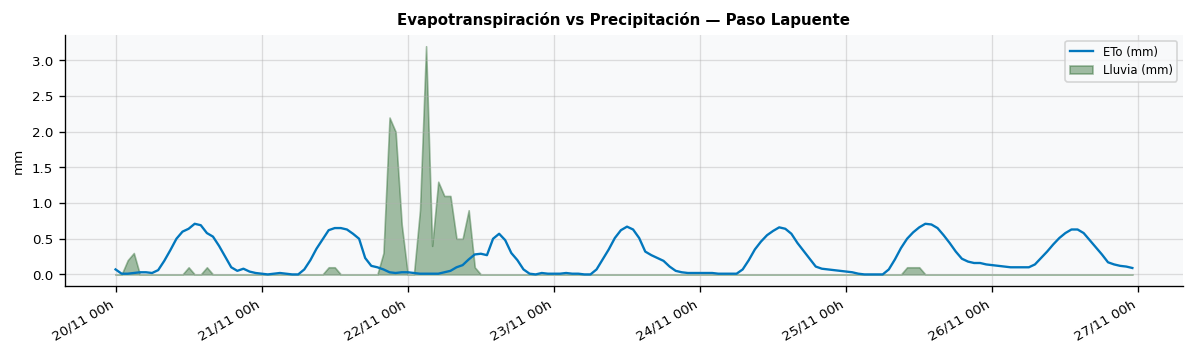 Evapotranspiración vs Precipitación — Paso Lapuente
ETo (mm)
Lluvia (mm)
mm
3.0
2.5
2.0
1.5
1.0
0.5
0.0
20/11 00h
21/11 00h
22/11 00h
23/11 00h
24/11 00h
25/11 00h
26/11 00h
27/11 00h